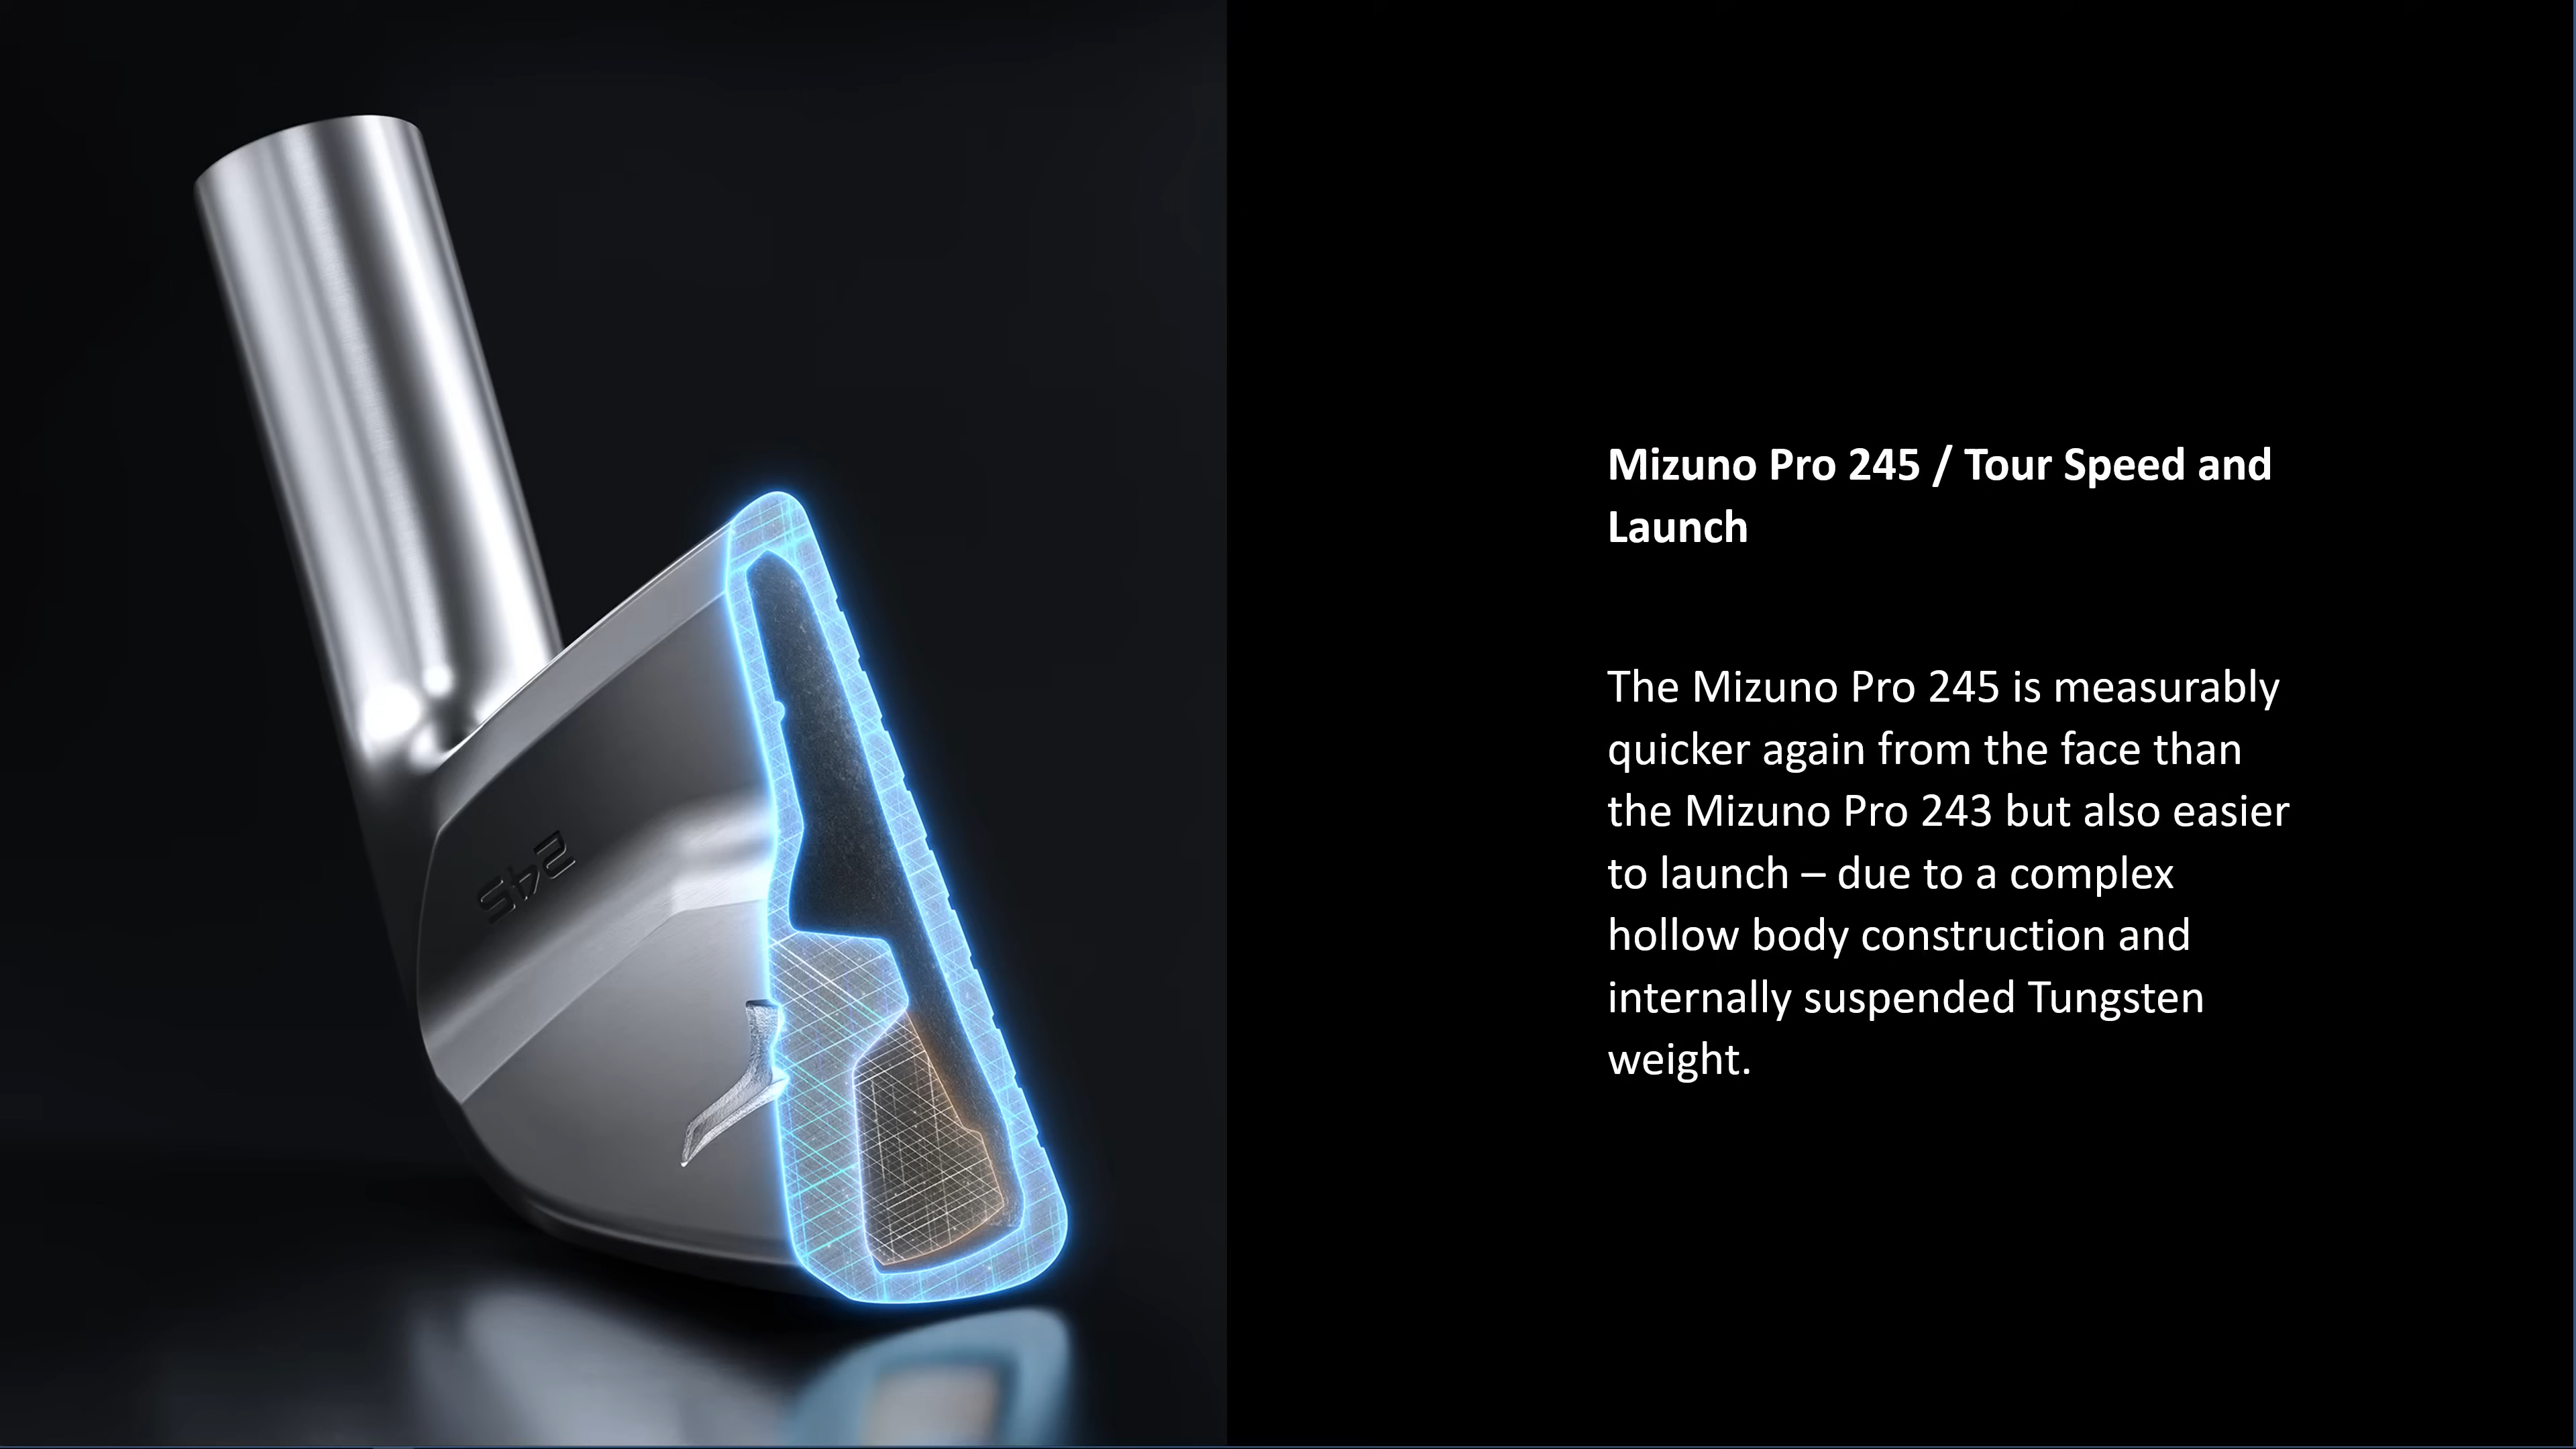 245
Mizuno Pro 245 / Tour Speed and
Launch
The Mizuno Pro 245 is measurably
quicker again from the face than
the Mizuno Pro 243 but also easier
to launch – due to a complex
hollow body construction and
internally suspended Tungsten
weight.